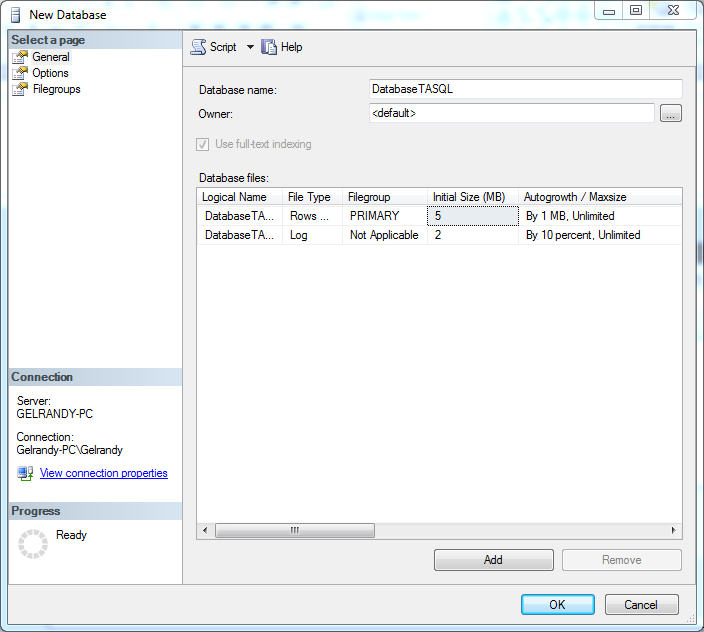 New Database
Select a page
General
Options
Filegroups
Script Help
Database name: DatabaseTASQL
Owner: <default> ...
Use full-text indexing
Database files:
Logical Name File Type Filegroup Initial Size (MB) Autogrowth / Maxsize
DatabaseTA... Rows ... PRIMARY 5 By 1 MB, Unlimited
DatabaseTA... Log Not Applicable 2 By 10 percent, Unlimited
Connection
Server:
GELRANDY-PC
Connection:
Gelrandy-PC\Gelrandy
View connection properties
Progress
Ready
Add Remove
OK Cancel